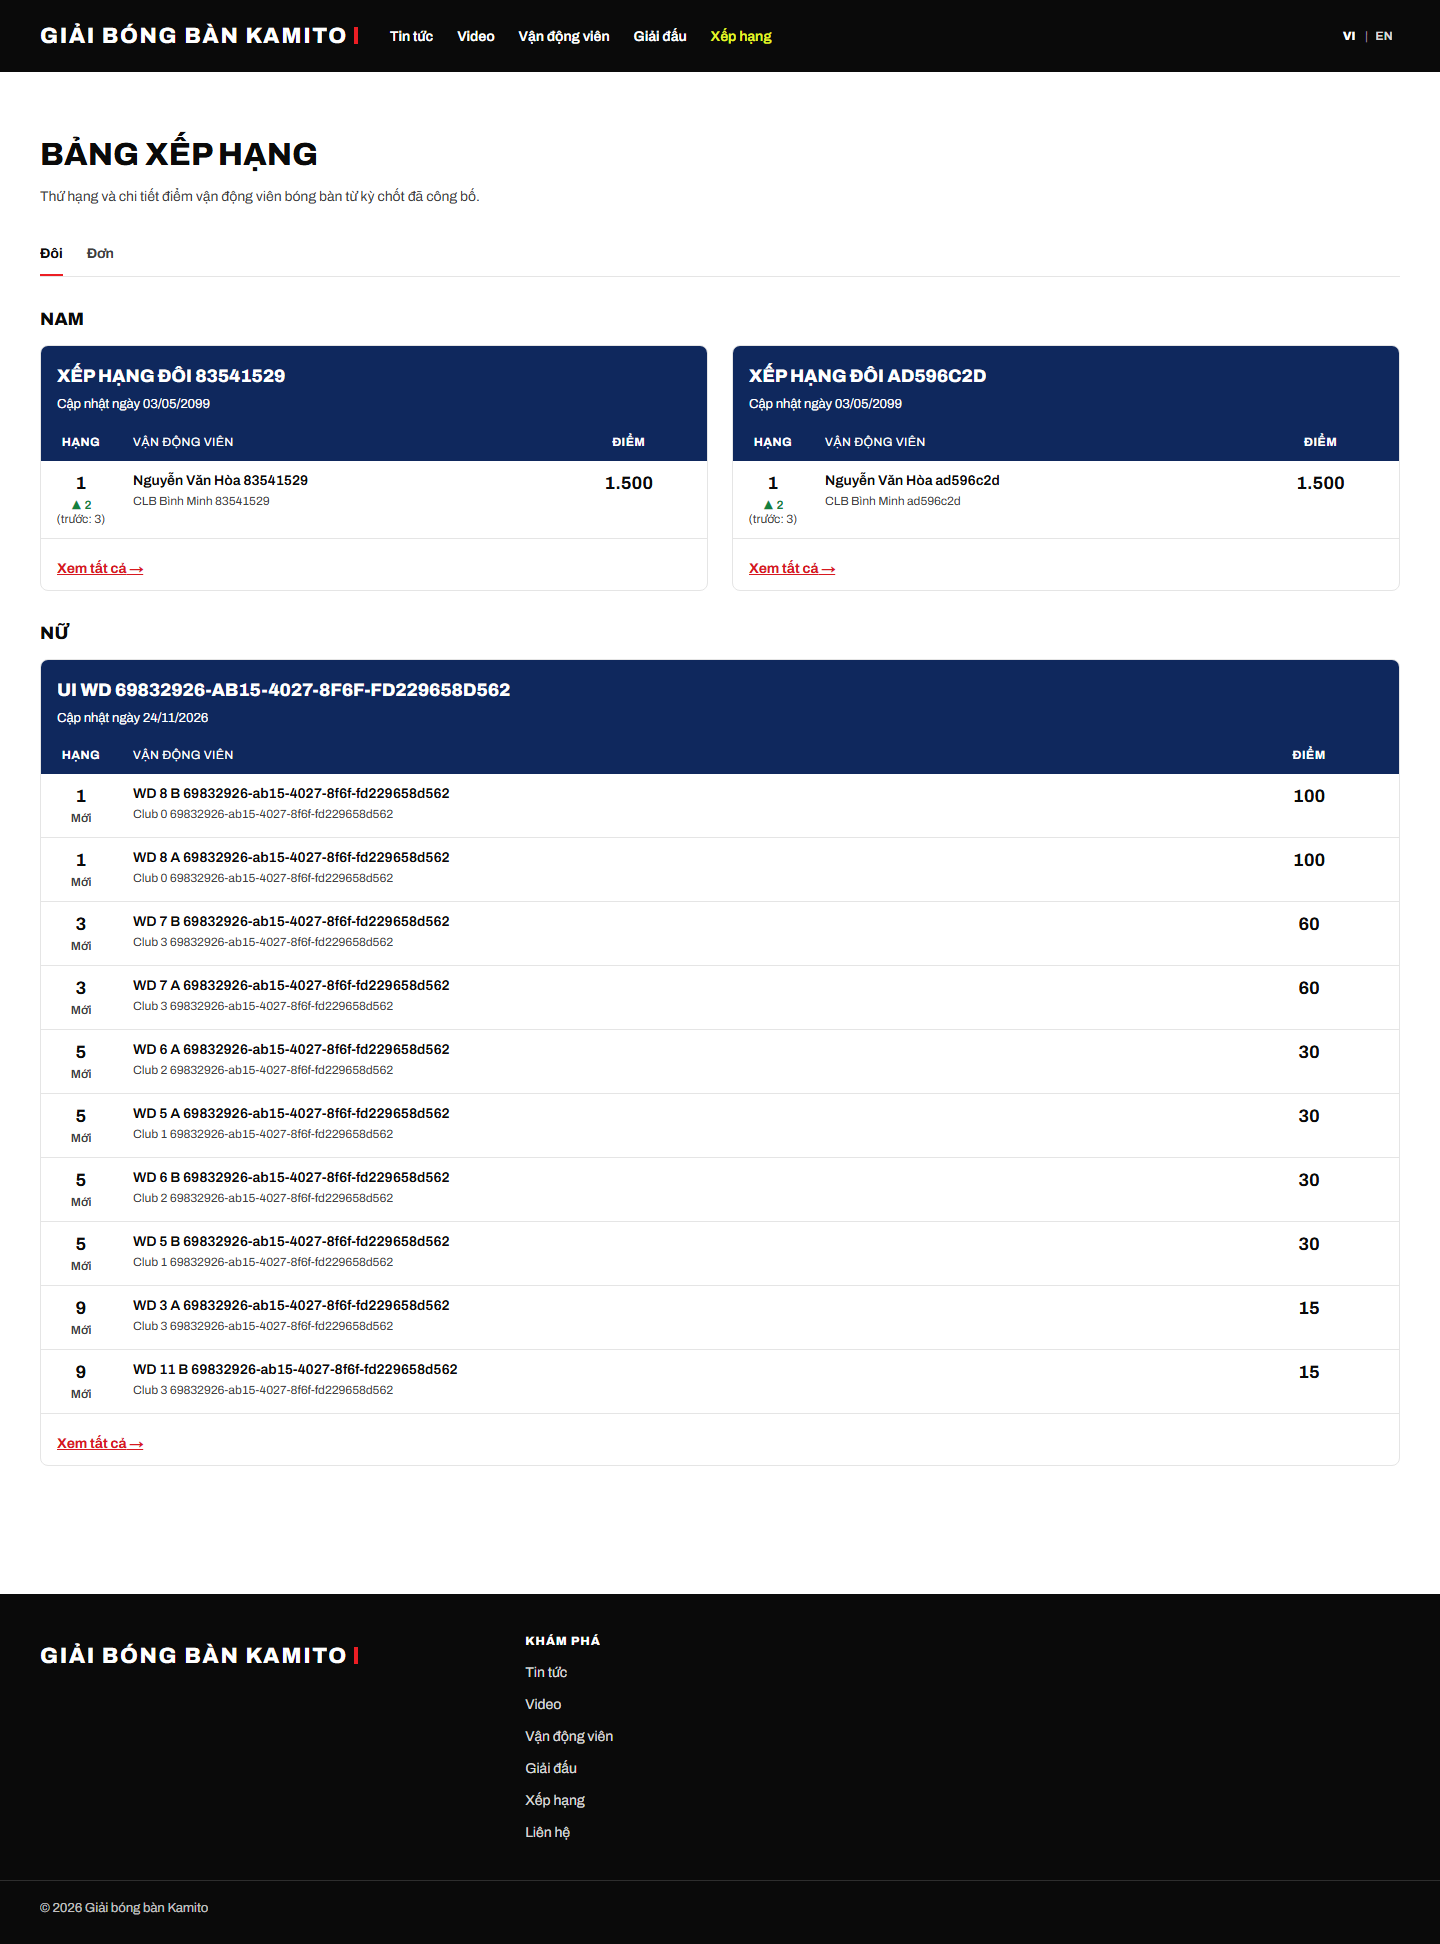 GIẢI BÓNG BÀN KAMITO
Tin tức Video Vận động viên Giải đấu Xếp hạng
VI | EN
BẢNG XẾP HẠNG
Thứ hạng và chi tiết điểm vận động viên bóng bàn từ kỳ chốt đã công bố.
Đôi Đơn
NAM
XẾP HẠNG ĐÔI 83541529
Cập nhật ngày 03/05/2099
HẠNG VẬN ĐỘNG VIÊN ĐIỂM
1 Nguyễn Văn Hòa 83541529 1.500
▲ 2 CLB Bình Minh 83541529
(trước: 3)
Xem tất cả →
XẾP HẠNG ĐÔI AD596C2D
Cập nhật ngày 03/05/2099
HẠNG VẬN ĐỘNG VIÊN ĐIỂM
1 Nguyễn Văn Hòa ad596c2d 1.500
▲ 2 CLB Bình Minh ad596c2d
(trước: 3)
Xem tất cả →
NỮ
UI WD 69832926-AB15-4027-8F6F-FD229658D562
Cập nhật ngày 24/11/2026
HẠNG VẬN ĐỘNG VIÊN ĐIỂM
1 WD 8 B 69832926-ab15-4027-8f6f-fd229658d562 100
Mới Club 0 69832926-ab15-4027-8f6f-fd229658d562
1 WD 8 A 69832926-ab15-4027-8f6f-fd229658d562 100
Mới Club 0 69832926-ab15-4027-8f6f-fd229658d562
3 WD 7 B 69832926-ab15-4027-8f6f-fd229658d562 60
Mới Club 3 69832926-ab15-4027-8f6f-fd229658d562
3 WD 7 A 69832926-ab15-4027-8f6f-fd229658d562 60
Mới Club 3 69832926-ab15-4027-8f6f-fd229658d562
5 WD 6 A 69832926-ab15-4027-8f6f-fd229658d562 30
Mới Club 2 69832926-ab15-4027-8f6f-fd229658d562
5 WD 5 A 69832926-ab15-4027-8f6f-fd229658d562 30
Mới Club 1 69832926-ab15-4027-8f6f-fd229658d562
5 WD 6 B 69832926-ab15-4027-8f6f-fd229658d562 30
Mới Club 2 69832926-ab15-4027-8f6f-fd229658d562
5 WD 5 B 69832926-ab15-4027-8f6f-fd229658d562 30
Mới Club 1 69832926-ab15-4027-8f6f-fd229658d562
9 WD 3 A 69832926-ab15-4027-8f6f-fd229658d562 15
Mới Club 3 69832926-ab15-4027-8f6f-fd229658d562
9 WD 11 B 69832926-ab15-4027-8f6f-fd229658d562 15
Mới Club 3 69832926-ab15-4027-8f6f-fd229658d562
Xem tất cả →
GIẢI BÓNG BÀN KAMITO
KHÁM PHÁ
Tin tức
Video
Vận động viên
Giải đấu
Xếp hạng
Liên hệ
© 2026 Giải bóng bàn Kamito